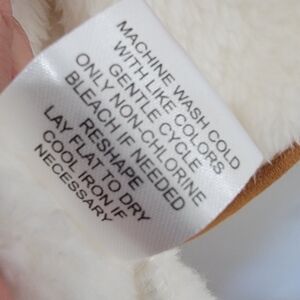 MACHINE WASH COLD
WITH LIKE COLORS
GENTLE CYCLE
ONLY NON-CHLORINE
BLEACH IF NEEDED
RESHAPE
LAY FLAT TO DRY
COOL IRON IF
NECESSARY